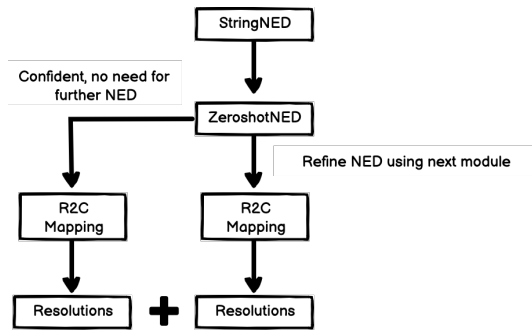 StringNED
Confident, no need for
further NED
ZeroshotNED
Refine NED using next module
R2C
Mapping
R2C
Mapping
Resolutions
Resolutions